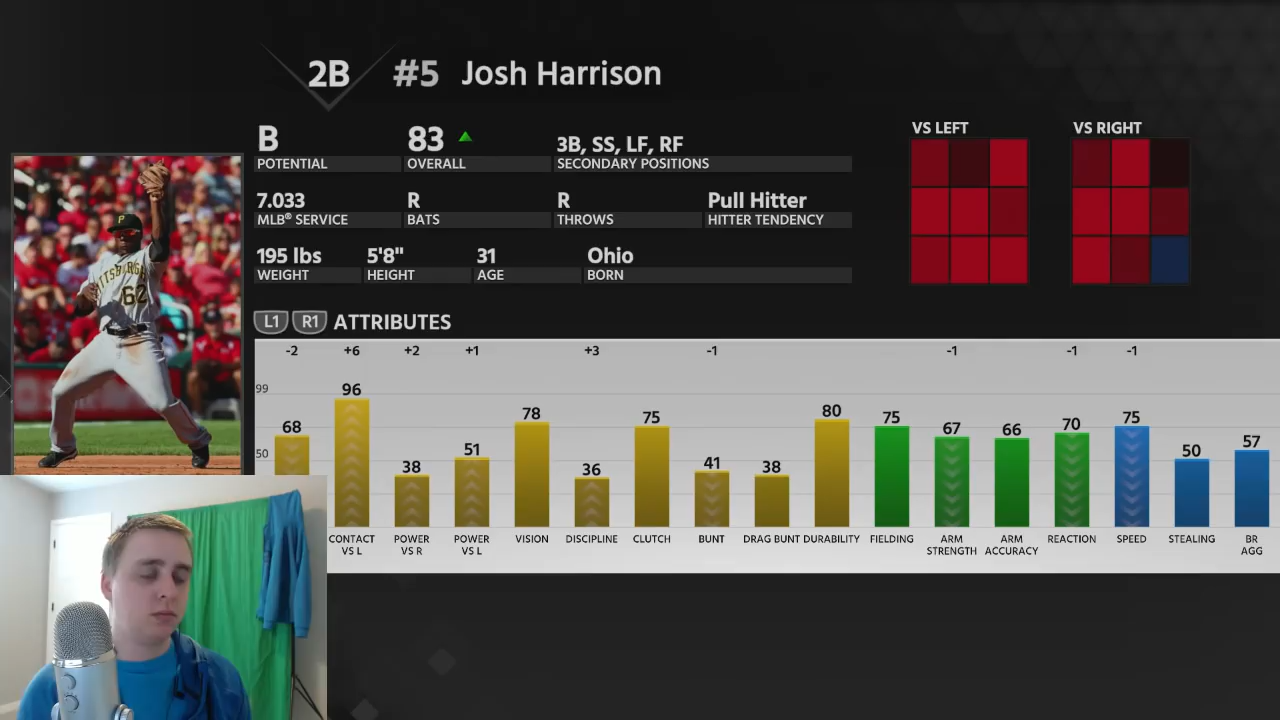 2B #5 Josh Harrison
B 83 3B, SS, LF, RF
POTENTIAL OVERALL SECONDARY POSITIONS
7.033 R R Pull Hitter
MLB® SERVICE BATS THROWS HITTER TENDENCY
195 lbs 5'8" 31 Ohio
WEIGHT HEIGHT AGE BORN
VS LEFT VS RIGHT
P
PITTSBURGH
62
L1 R1 ATTRIBUTES
-2 +6 +2 +1 +3 -1 -1 -1 -1
99
50
68 96 38 51 78 36 75 41 38 80 75 67 66 70 75 50 57
CONTACT POWER POWER VISION DISCIPLINE CLUTCH BUNT DRAG BUNT DURABILITY FIELDING ARM ARM REACTION SPEED STEALING BR
VS L VS R VS L STRENGTH ACCURACY AGG